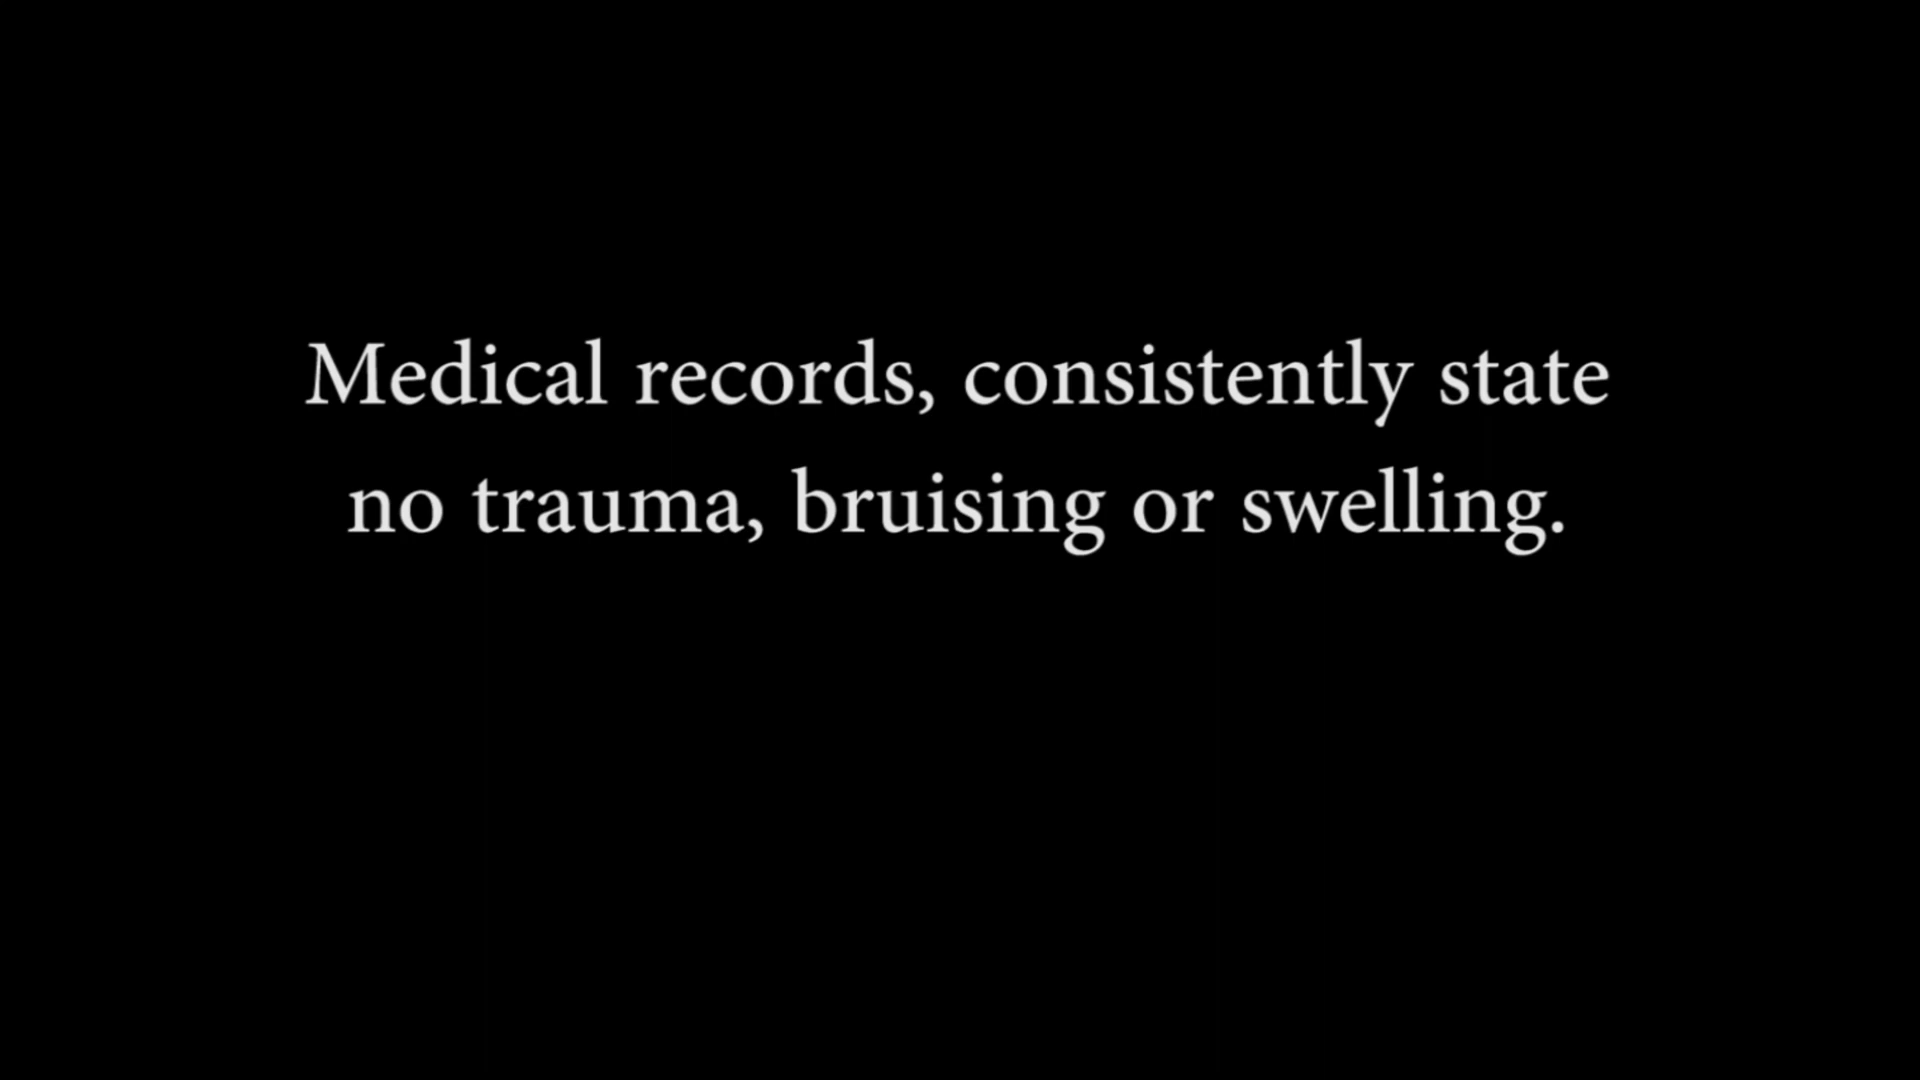 Medical records, consistently state
no trauma, bruising or swelling.